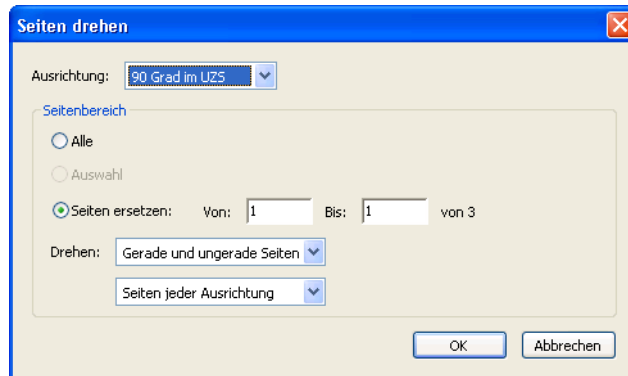 Seiten drehen
Ausrichtung: 90 Grad im UZS
Seitenbereich
Alle
Auswahl
Seiten ersetzen: Von: 1 Bis: 1 von 3
Drehen: Gerade und ungerade Seiten
Seiten jeder Ausrichtung
OK Abbrechen